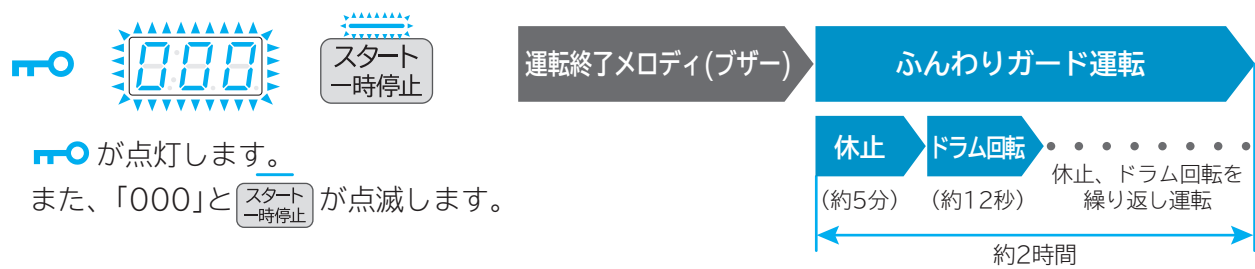 000
スタート
一時停止
運転終了メロディ(ブザー)
ふんわりガード運転
が点灯します。
また、「000」と スタート 一時停止 が点滅します。
休止
ドラム回転
(約5分)
(約12秒)
休止、ドラム回転を
繰り返し運転
約2時間